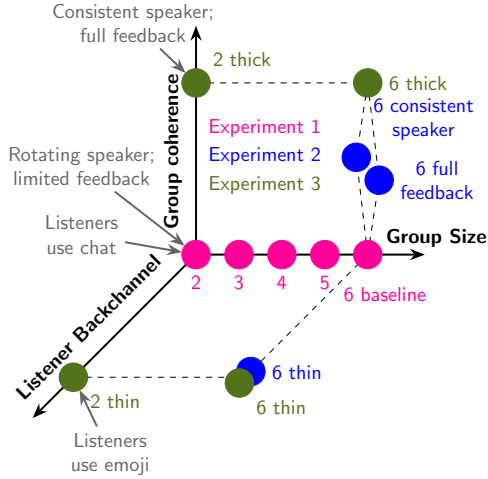 Consistent speaker;
full feedback
2 thick
6 thick
6 consistent
speaker
Group coherence
Experiment 1
Experiment 2
Experiment 3
Rotating speaker;
limited feedback
6 full
feedback
Listeners
use chat
Group Size
2
3
4
5
6 baseline
Listener Backchannel
6 thin
2 thin
6 thin
Listeners
use emoji